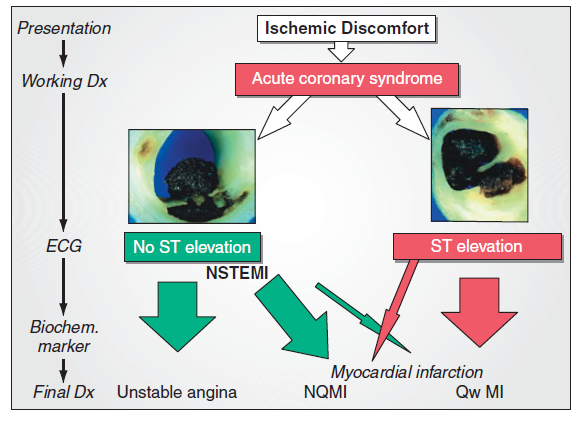 Presentation
Ischemic Discomfort
Working Dx
Acute coronary syndrome
ECG
No ST elevation
ST elevation
NSTEMI
Biochem.
marker
Myocardial infarction
Final Dx
Unstable angina
NQMI
Qw MI